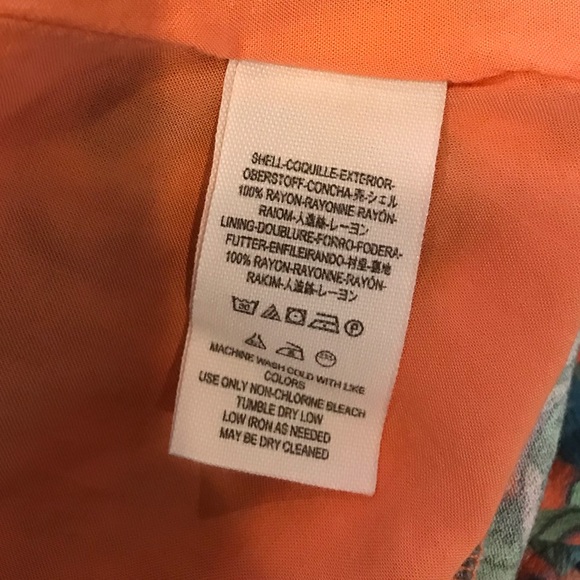 SHELL-COQUILLE-EXTERIOR-
OBERSTOFF-CONCHA-売-シェル
100% RAYON-RAYONNE-RAYÓN-
RAIOM-人造絲-レーヨン
LINING-DOUBLURE-FORRO-FODERA-
FUTTER-ENFILEIRANDO-村里-裏地
100% RAYON-RAYONNE-RAYÓN-
RAKIM-人造絲-レーヨン
30 P
MACHINE WASH COLD WITH LIKE
COLORS
USE ONLY NON-CHLORINE BLEACH
TUMBLE DRY LOW
LOW IRON AS NEEDED
MAY BE DRY CLEANED